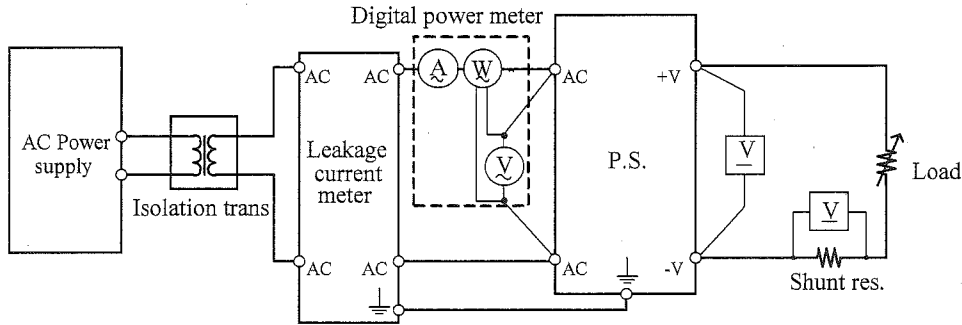 Digital power meter
AC Power
supply
Isolation trans
AC
AC
Leakage
current
meter
AC
AC
A
W
V
AC
AC
P.S.
+V
-V
V
V
Load
Shunt res.